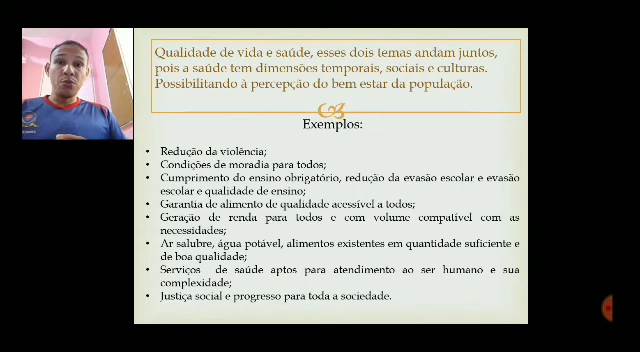 Qualidade de vida e saúde, esses dois temas andam juntos,
pois a saúde tem dimensões temporais, sociais e culturas.
Possibilitando à percepção do bem estar da população.
Exemplos:
• Redução da violência;
• Condições de moradia para todos;
• Cumprimento do ensino obrigatório, redução da evasão escolar e evasão
escolar e qualidade de ensino;
• Garantia de alimento de qualidade acessível a todos;
• Geração de renda para todos e com volume compatível com as
necessidades;
• Ar salubre, água potável, alimentos existentes em quantidade suficiente e
de boa qualidade;
• Serviços de saúde aptos para atendimento ao ser humano e sua
complexidade;
• Justiça social e progresso para toda a sociedade.